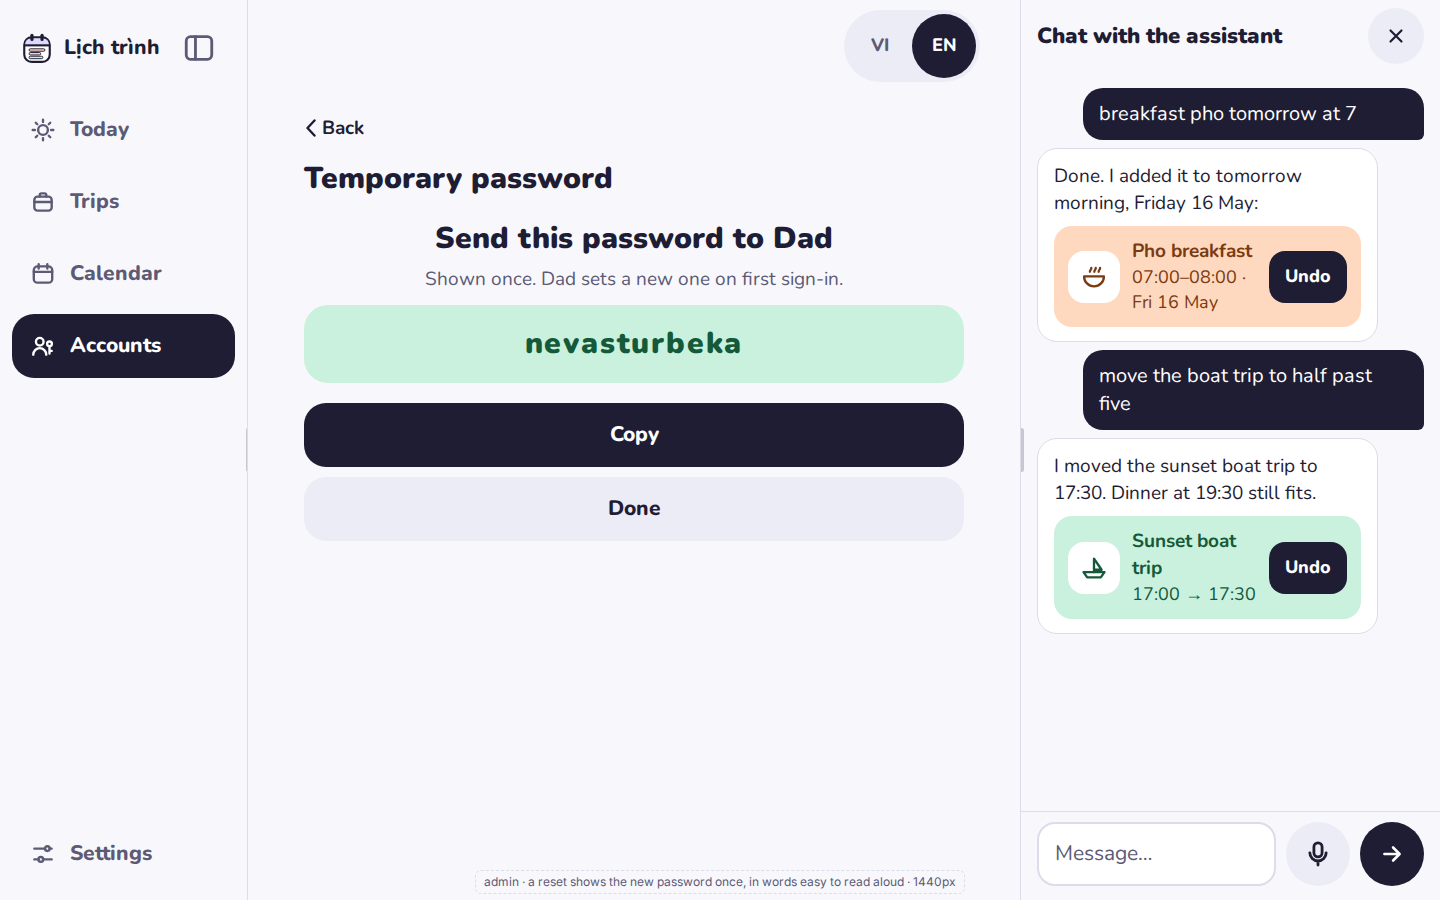 Lịch trình
Today
Trips
Calendar
Accounts
Settings
VI
EN
Back
Temporary password
Send this password to Dad
Shown once. Dad sets a new one on first sign-in.
nevasturbeka
Copy
Done
admin · a reset shows the new password once, in words easy to read aloud · 1440px
Chat with the assistant
breakfast pho tomorrow at 7
Done. I added it to tomorrow
morning, Friday 16 May:
Pho breakfast
07:00–08:00 ·
Fri 16 May
Undo
move the boat trip to half past
five
I moved the sunset boat trip to
17:30. Dinner at 19:30 still fits.
Sunset boat
trip
17:00 → 17:30
Undo
Message...